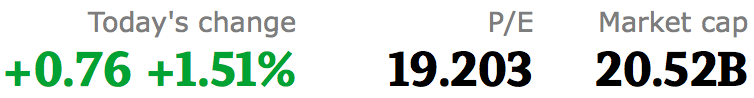 Today's change P/E Market cap
+0.76 +1.51% 19.203 20.52B